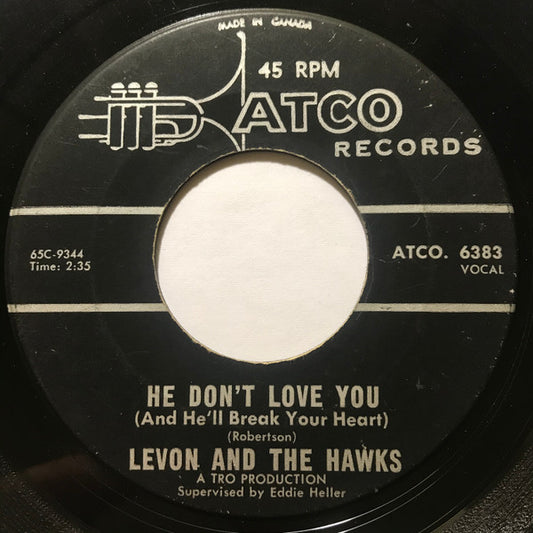 MADE IN CANADA
45 RPM
ATCO
RECORDS
65C-9344
Time: 2:35
ATCO. 6383
VOCAL
HE DON'T LOVE YOU
(And He'll Break Your Heart)
(Robertson)
LEVON AND THE HAWKS
A TRO PRODUCTION
Supervised by Eddie Heller